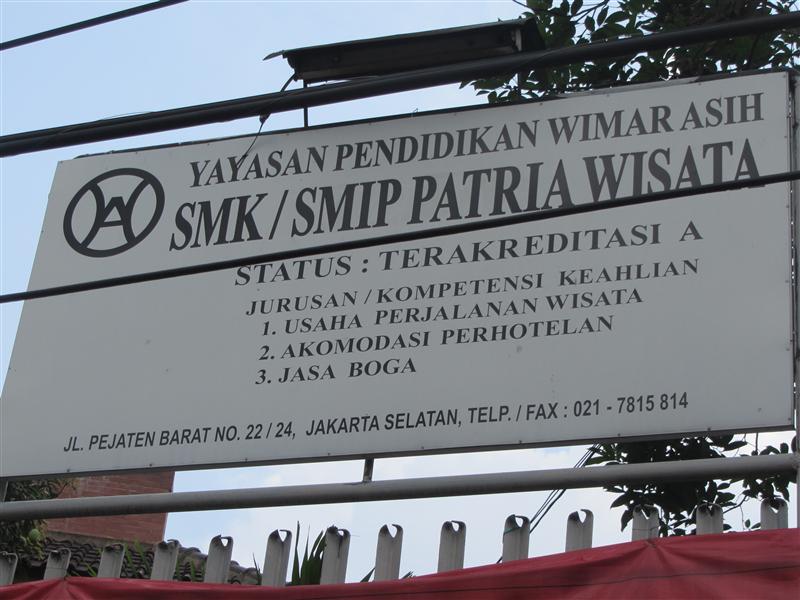 YAYASAN PENDIDIKAN WIMAR ASIH
SMK / SMIP PATRIA WISATA
STATUS : TERAKREDITASI A
JURUSAN / KOMPETENSI KEAHLIAN
1. USAHA PERJALANAN WISATA
2. AKOMODASI PERHOTELAN
3. JASA BOGA
JL. PEJATEN BARAT NO. 22 / 24, JAKARTA SELATAN, TELP. / FAX : 021 - 7815 814